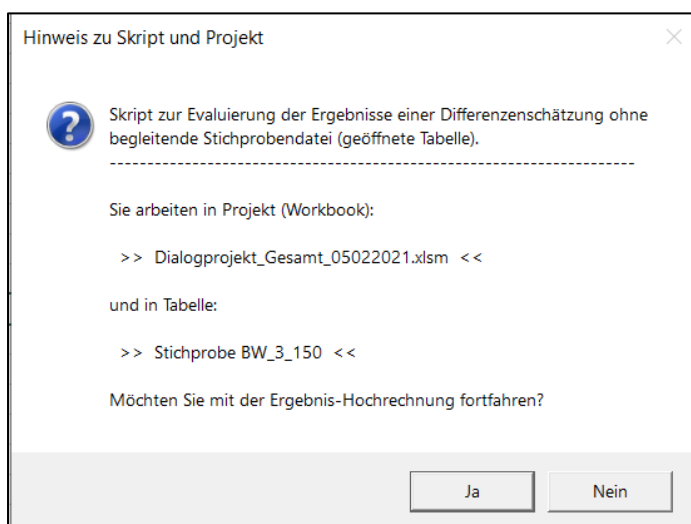 Hinweis zu Skript und Projekt
Skript zur Evaluierung der Ergebnisse einer Differenzenschätzung ohne
begleitende Stichprobendatei (geöffnete Tabelle).
-----------------------------------------------------------------------
Sie arbeiten in Projekt (Workbook):
>> Dialogprojekt_Gesamt_05022021.xlsm <<
und in Tabelle:
>> Stichprobe BW_3_150 <<
Möchten Sie mit der Ergebnis-Hochrechnung fortfahren?
Ja
Nein